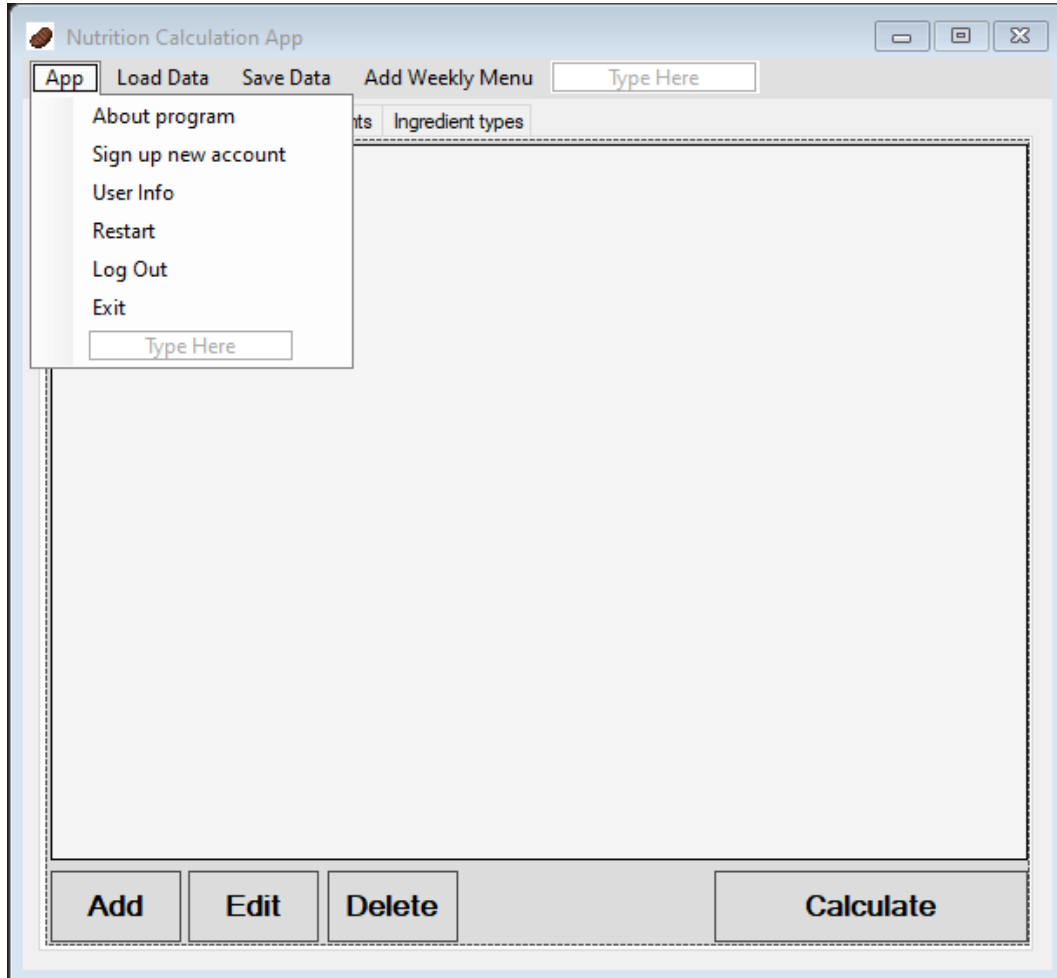 Nutrition Calculation App
App Load Data Save Data Add Weekly Menu Type Here
Ingredient types
About program
Sign up new account
User Info
Restart
Log Out
Exit
Type Here
Add Edit Delete Calculate